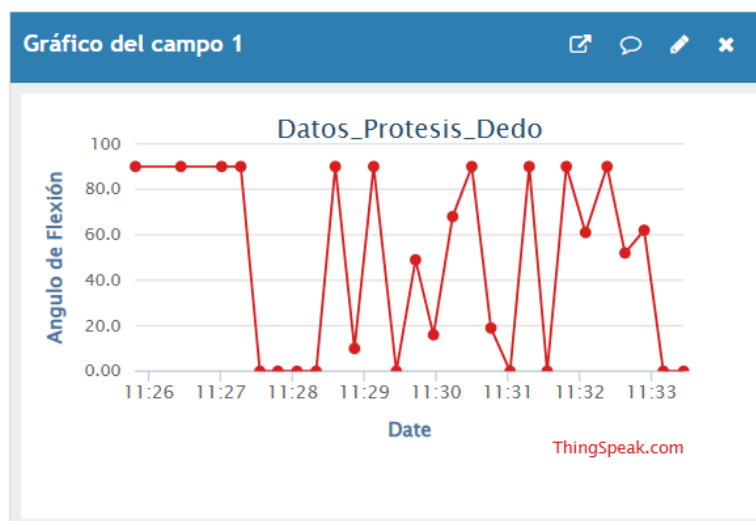 Gráfico del campo 1
Datos_Protesis_Dedo
Angulo de Flexión
100
80.0
60.0
40.0
20.0
0.00
11:26 11:27 11:28 11:29 11:30 11:31 11:32 11:33
Date
ThingSpeak.com